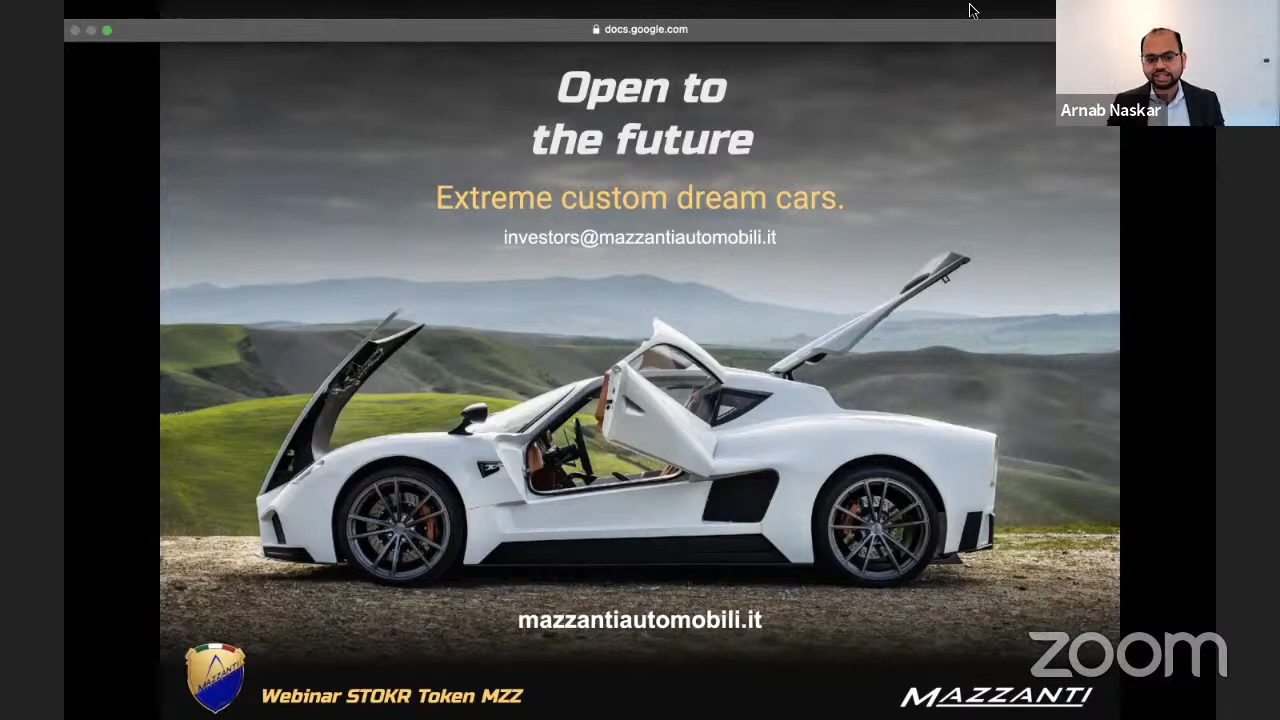 docs.google.com
Open to
the future
Arnab Naskar
Extreme custom dream cars.
investors@mazzantiautomobili.it
mazzantiautomobili.it
zoom
MAZZANTI
Webinar STOKR Token MZZ
MAZZANTI